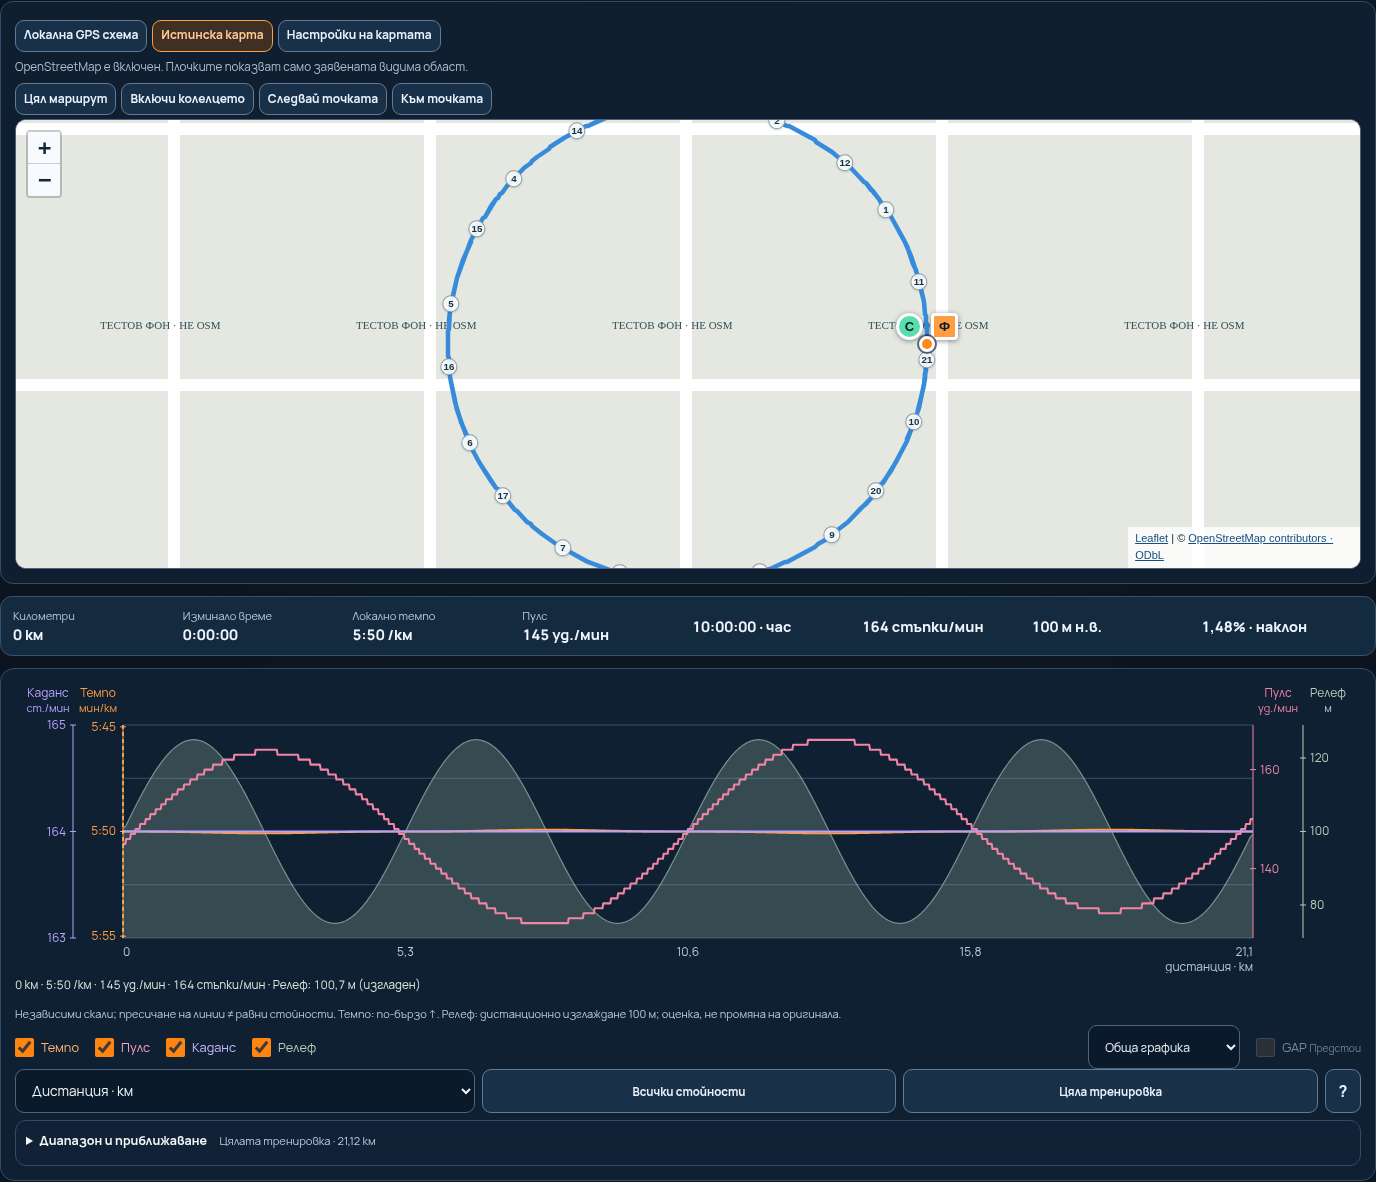 Локална GPS схема Истинска карта Настройки на картата
OpenStreetMap е включен. Плочките показват само заявената видима област.
Цял маршрут Включи колелцето Следвай точката Към точката
+
−
2
14
12
4
1
15
11
5
ТЕСТОВ ФОН · НЕ OSM ТЕСТОВ ФОН · НЕ OSM ТЕСТОВ ФОН · НЕ OSM ТЕСТ С Ф Е OSM ТЕСТОВ ФОН · НЕ OSM
21
16
10
6
20
17
9
7
Leaflet | © OpenStreetMap contributors ·
ODbL
Километри Изминало време Локално темпо Пулс
0 км 0:00:00 5:50 /км 145 уд./мин 10:00:00 · час 164 стъпки/мин 100 м н.в. 1,48% · наклон
Каданс Темпо Пулс Релеф
ст./мин мин/км уд./мин м
165 5:45
120
160
164 5:50 100
140
80
163 5:55
0 5,3 10,6 15,8 21,1
дистанция · км
0 км · 5:50 /км · 145 уд./мин · 164 стъпки/мин · Релеф: 100,7 м (изгладен)
Независими скали; пресичане на линии ≠ равни стойности. Темпо: по-бързо ↑. Релеф: дистанционно изглаждане 100 м; оценка, не промяна на оригинала.
Темпо Пулс Каданс Релеф Обща графика GAP Предстои
Дистанция · км Всички стойности Цяла тренировка ?
Диапазон и приближаване Цялата тренировка · 21,12 км